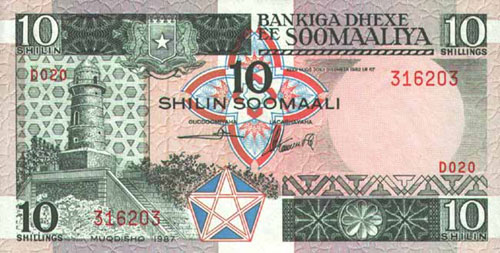 10 SHILIN
BANKIGA DHEXE
EE SOOMAALIYA
10 SHILLINGS
D020
10
316203
SHILIN SOOMAALI
D020
10 SHILLINGS
316203
MUQDISHO 1987
10